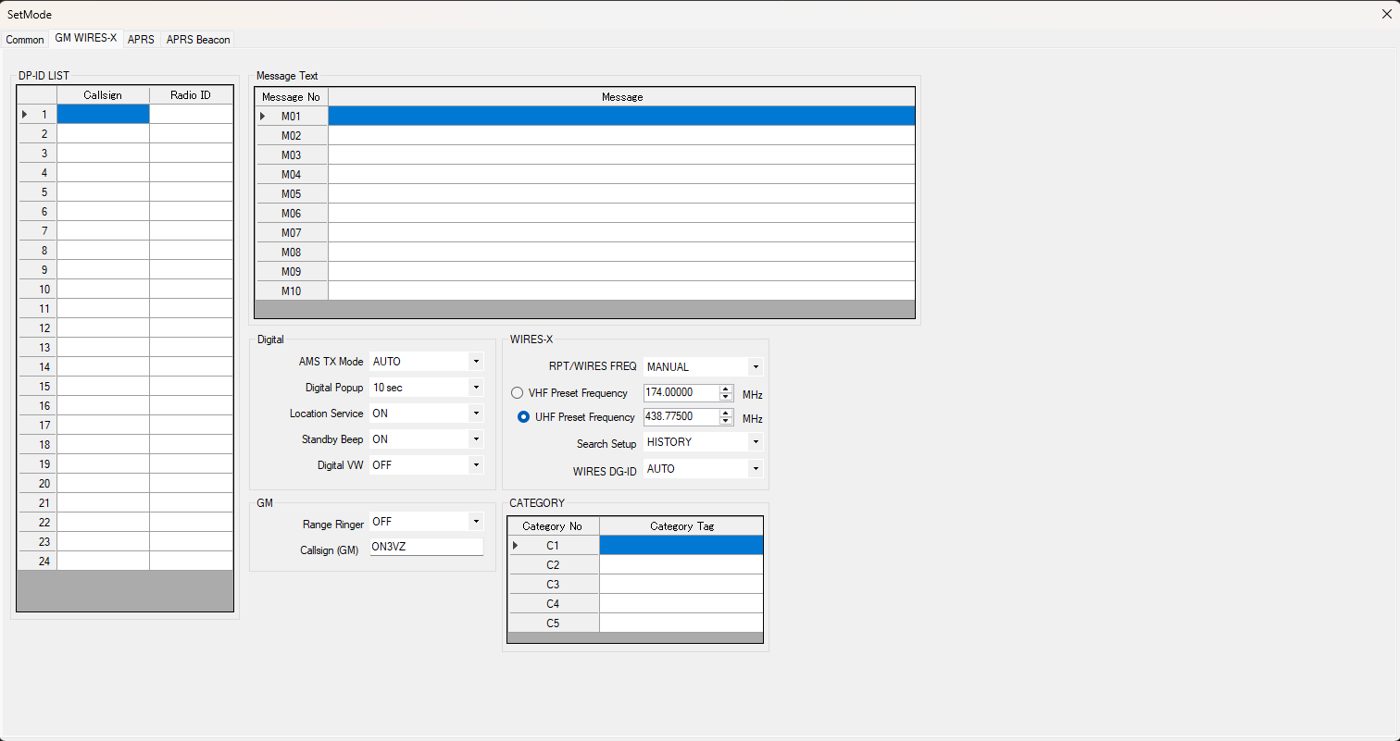 SetMode
Common GM WIRES-X APRS APRS Beacon
DP-ID LIST
Callsign Radio ID
1
2
3
4
5
6
7
8
9
10
11
12
13
14
15
16
17
18
19
20
21
22
23
24
Message Text
Message No Message
M01
M02
M03
M04
M05
M06
M07
M08
M09
M10
Digital
AMS TX Mode AUTO
Digital Popup 10 sec
Location Service ON
Standby Beep ON
Digital VW OFF
WIRES-X
RPT/WIRES FREQ MANUAL
VHF Preset Frequency 174.00000 MHz
UHF Preset Frequency 438.77500 MHz
Search Setup HISTORY
WIRES DG-ID AUTO
GM
Range Ringer OFF
Callsign (GM) ON3VZ
CATEGORY
Category No Category Tag
C1
C2
C3
C4
C5